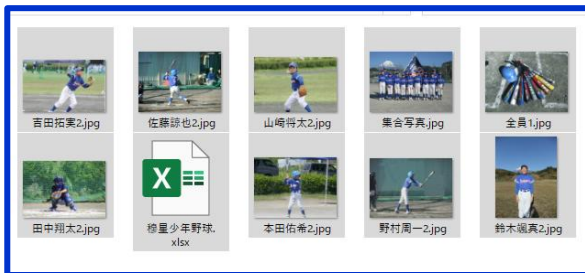 吉田拓実2.jpg
佐藤諒也2.jpg
山崎将太2.jpg
集合写真.jpg
全員1.jpg
田中翔太2.jpg
X
穆星少年野球.
xlsx
本田佑希2.jpg
野村周一2.jpg
鈴木颯真2.jpg